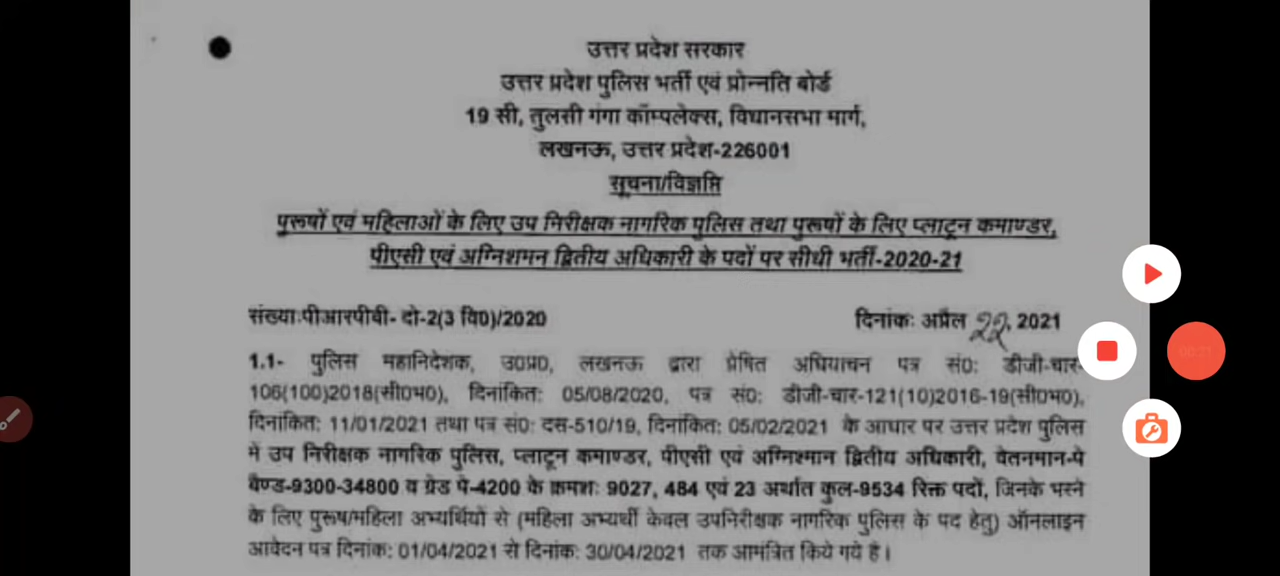 उत्तर प्रदेश सरकार
उत्तर प्रदेश पुलिस भर्ती एवं प्रोन्नति बोर्ड
19 सी, तुलसी गंगा कॉम्पलेक्स, विधानसभा मार्ग,
लखनऊ, उत्तर प्रदेश-226001
सूचना/विज्ञप्ति
पुरूषों एवं महिलाओं के लिए उप निरीक्षक नागरिक पुलिस तथा पुरूषों के लिए प्लाटून कमाण्डर,
पीएसी एवं अग्निशमन द्वितीय अधिकारी के पदों पर सीधी भर्ती-2020-21
संख्याःपीआरपीबी- दो-2(3 वि0)/2020 दिनांकः अप्रैल 22, 2021
1.1- पुलिस महानिदेशक, उ0प्र0, लखनऊ द्वारा प्रेषित अधियाचन पत्र सं0: डीजी-चार-
106(100)2018(सी0भ0), दिनांकितः 05/08/2020, पत्र सं0: डीजी-चार-121(10)2016-19(सी0भ0),
दिनांकितः 11/01/2021 तथा पत्र सं0: दस-510/19, दिनांकितः 05/02/2021 के आधार पर उत्तर प्रदेश पुलिस
मे उप निरीक्षक नागरिक पुलिस, प्लाटून कमाण्डर, पीएसी एवं अग्निश्मान द्वितीय अधिकारी, वेतनमान-पे
बैण्ड-9300-34800 व ग्रेड पे-4200 के क्रमशः 9027, 484 एवं 23 अर्थात कुल-9534 रिक्त पदों, जिनके भरने
के लिए पुरूष/महिला अभ्यर्थियों से (महिला अभ्यर्थी केवल उपनिरीक्षक नागरिक पुलिस के पद हेतु) ऑनलाइन
आवेदन पत्र दिनांकः 01/04/2021 से दिनांकः 30/04/2021 तक आमंत्रित किये गये है।